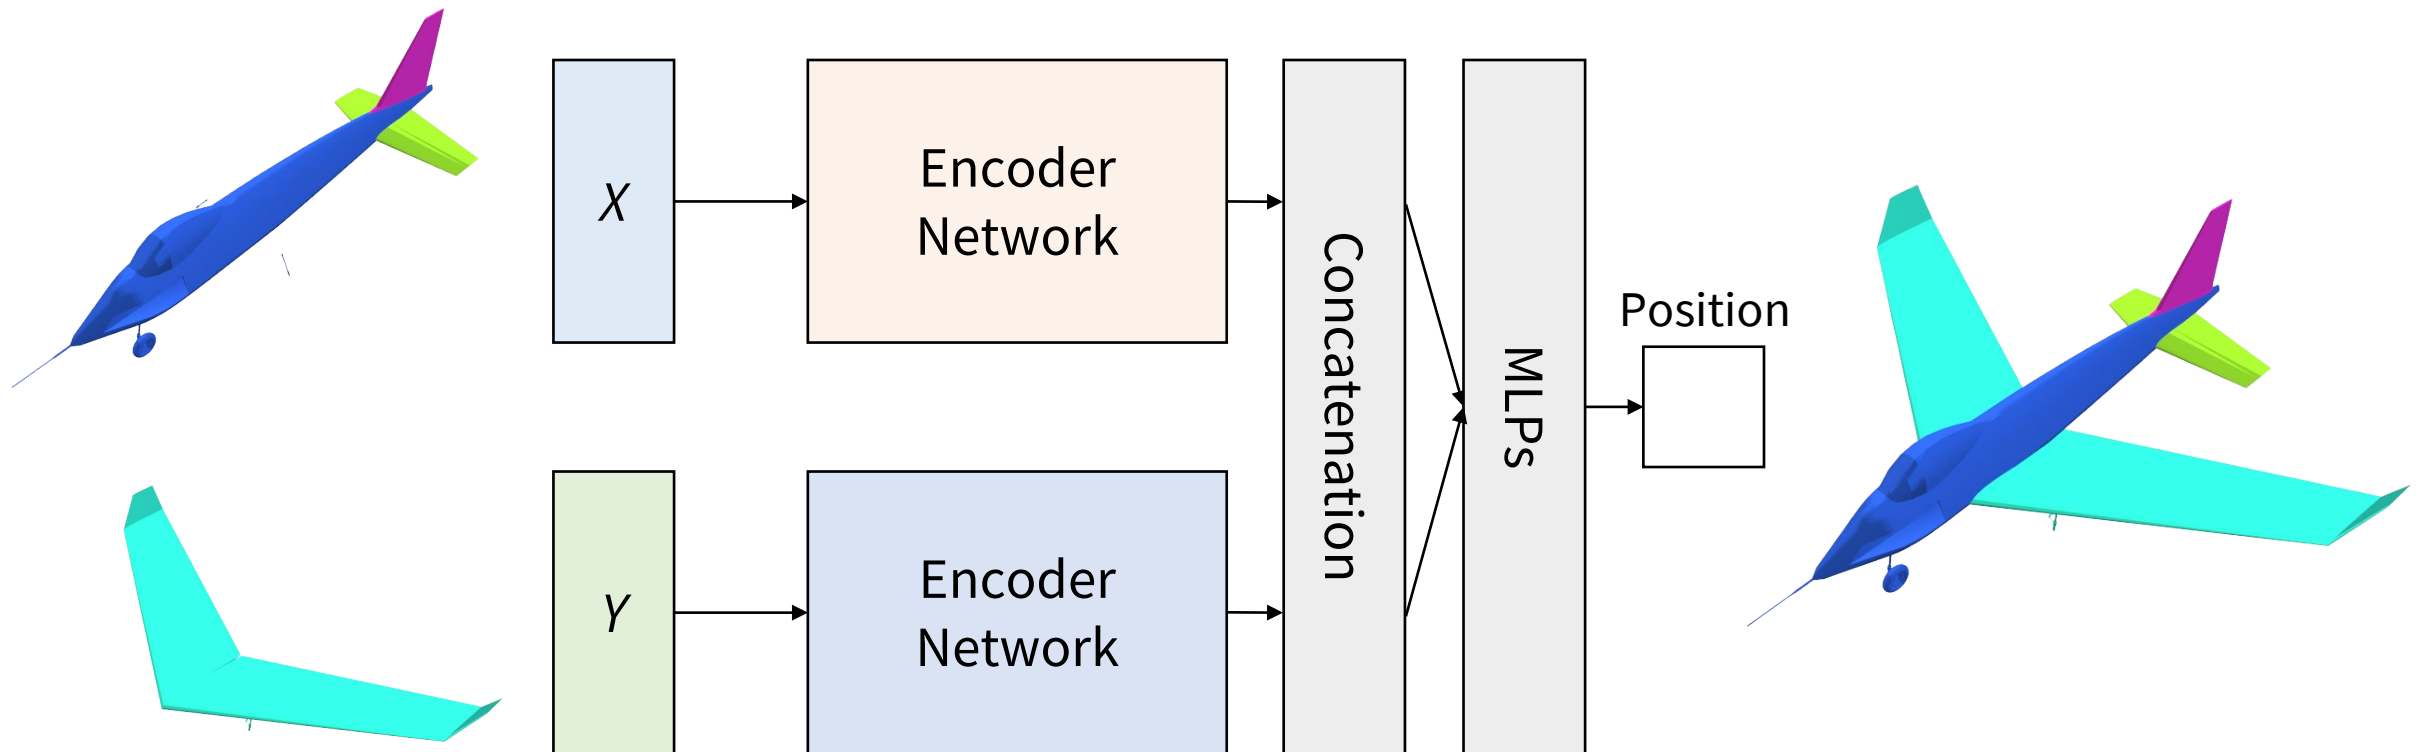 X
Encoder
Network
Concatenation
MLPs
Position
Y
Encoder
Network